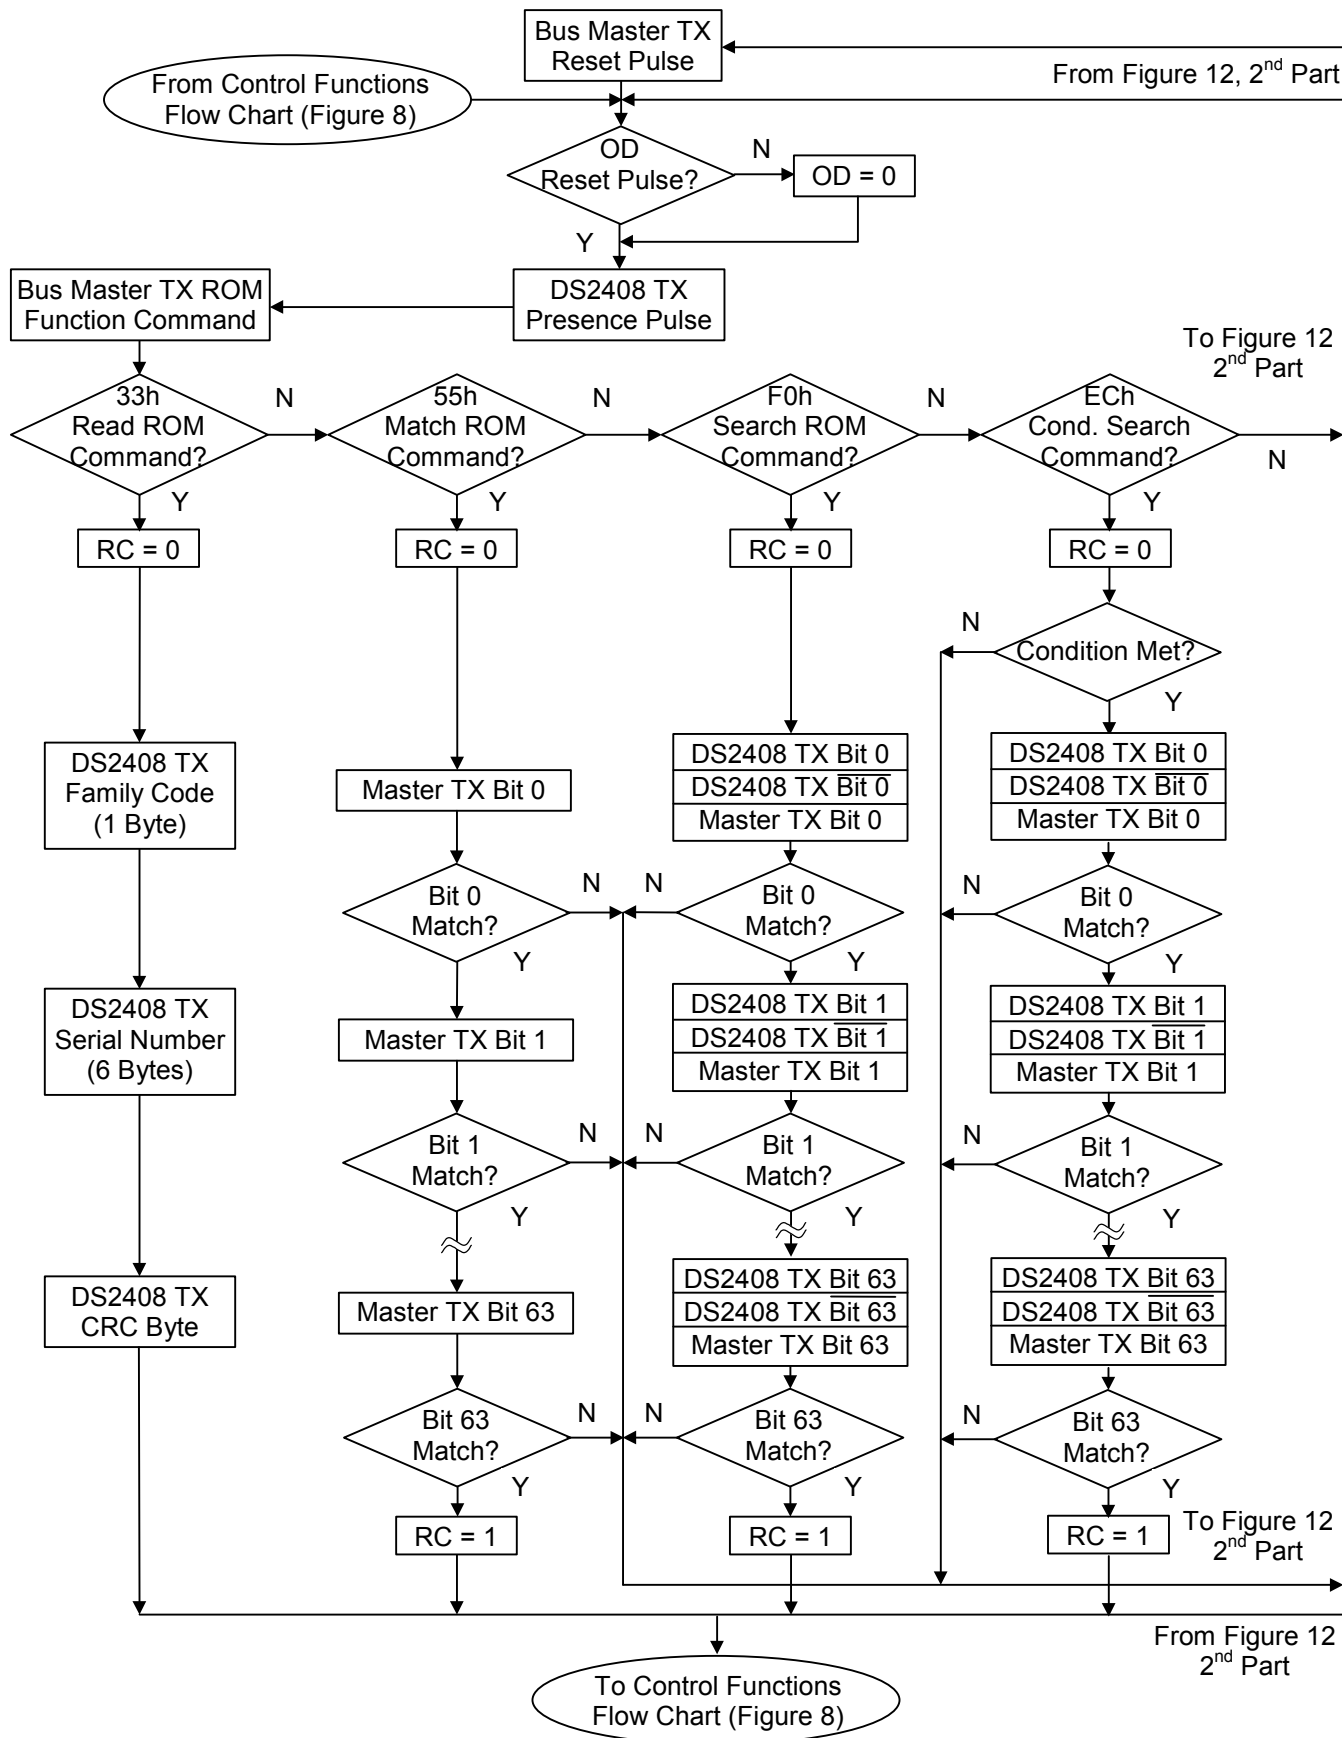 Bus Master TX
Reset Pulse
From Figure 12, 2nd Part
From Control Functions
Flow Chart (Figure 8)
OD
Reset Pulse?
N
OD = 0
Y
Bus Master TX ROM
Function Command
DS2408 TX
Presence Pulse
To Figure 12
2nd Part
33h
Read ROM
Command?
N
Y
55h
Match ROM
Command?
N
Y
F0h
Search ROM
Command?
N
Y
ECh
Cond. Search
Command?
N
Y
RC = 0
RC = 0
RC = 0
RC = 0
N
Condition Met?
Y
DS2408 TX
Family Code
(1 Byte)
DS2408 TX
Serial Number
(6 Bytes)
DS2408 TX
CRC Byte
Master TX Bit 0
Bit 0
Match?
N
Y
Master TX Bit 1
Bit 1
Match?
N
Y
Master TX Bit 63
Bit 63
Match?
N
Y
RC = 1
DS2408 TX Bit 0
DS2408 TX Bit 0
Master TX Bit 0
N
Bit 0
Match?
Y
DS2408 TX Bit 1
DS2408 TX Bit 1
Master TX Bit 1
N
Bit 1
Match?
Y
DS2408 TX Bit 63
DS2408 TX Bit 63
Master TX Bit 63
N
Bit 63
Match?
Y
RC = 1
DS2408 TX Bit 0
DS2408 TX Bit 0
Master TX Bit 0
N
Bit 0
Match?
Y
DS2408 TX Bit 1
DS2408 TX Bit 1
Master TX Bit 1
N
Bit 1
Match?
Y
DS2408 TX Bit 63
DS2408 TX Bit 63
Master TX Bit 63
N
Bit 63
Match?
Y
RC = 1
To Figure 12
2nd Part
From Figure 12
2nd Part
To Control Functions
Flow Chart (Figure 8)